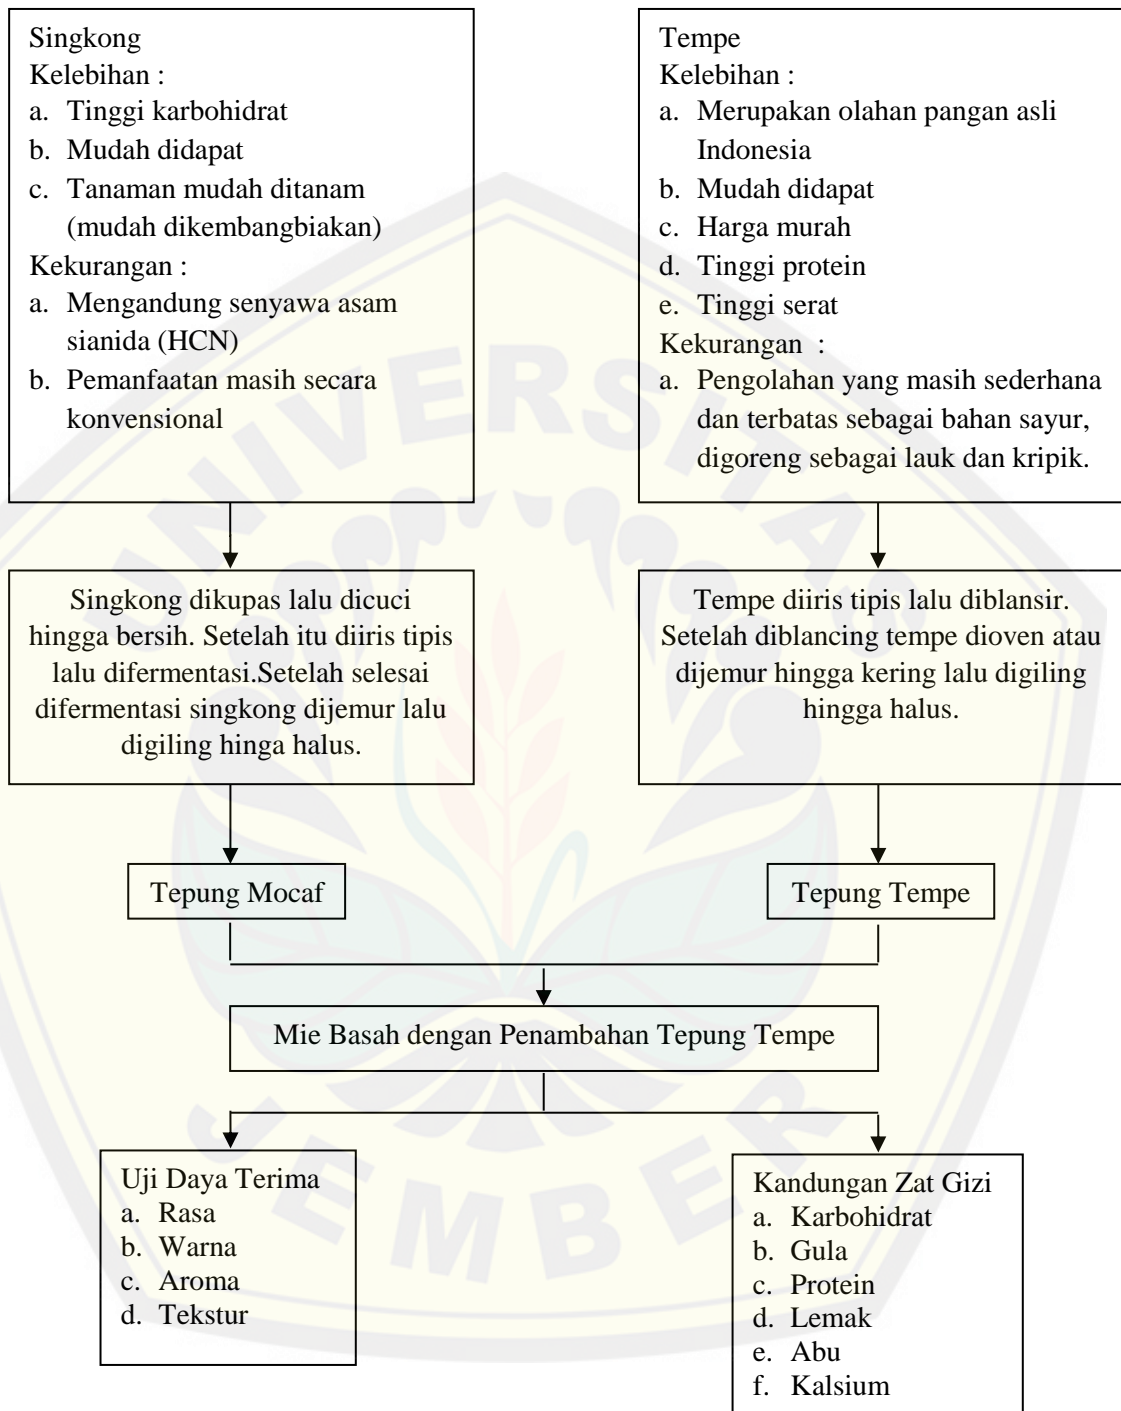 Singkong
Kelebihan :
a. Tinggi karbohidrat
b. Mudah didapat
c. Tanaman mudah ditanam
(mudah dikembangbiakan)
Kekurangan :
a. Mengandung senyawa asam
sianida (HCN)
b. Pemanfaatan masih secara
konvensional
Tempe
Kelebihan :
a. Merupakan olahan pangan asli
Indonesia
b. Mudah didapat
c. Harga murah
d. Tinggi protein
e. Tinggi serat
Kekurangan :
a. Pengolahan yang masih sederhana
dan terbatas sebagai bahan sayur,
digoreng sebagai lauk dan kripik.
Singkong dikupas lalu dicuci
hingga bersih. Setelah itu diiris tipis
lalu difermentasi.Setelah selesai
difermentasi singkong dijemur lalu
digiling hinga halus.
Tempe diiris tipis lalu diblansir.
Setelah diblancing tempe dioven atau
dijemur hingga kering lalu digiling
hingga halus.
Tepung Mocaf
Tepung Tempe
Mie Basah dengan Penambahan Tepung Tempe
Uji Daya Terima
a. Rasa
b. Warna
c. Aroma
d. Tekstur
Kandungan Zat Gizi
a. Karbohidrat
b. Gula
c. Protein
d. Lemak
e. Abu
f. Kalsium
UNIVERSITAS
JEMBER